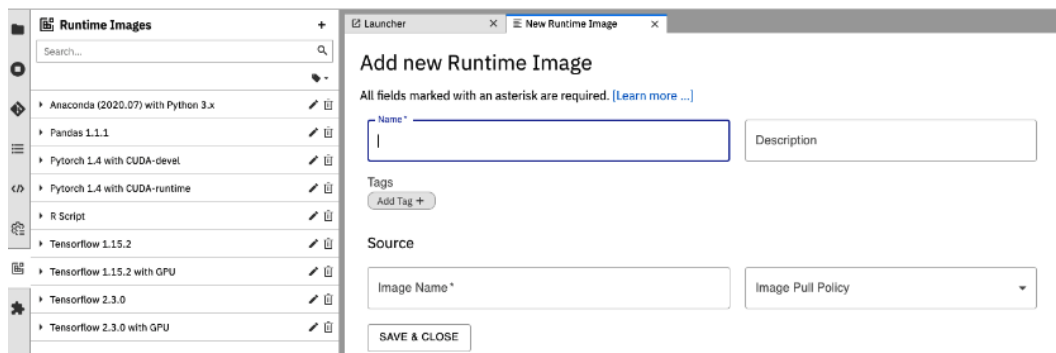 Runtime Images
+
Search...
Anaconda (2020.07) with Python 3.x
Pandas 1.1.1
Pytorch 1.4 with CUDA-devel
Pytorch 1.4 with CUDA-runtime
R Script
Tensorflow 1.15.2
Tensorflow 1.15.2 with GPU
Tensorflow 2.3.0
Tensorflow 2.3.0 with GPU
Launcher
New Runtime Image
Add new Runtime Image
All fields marked with an asterisk are required. [Learn more ...]
Name*
Description
Tags
Add Tag +
Source
Image Name*
Image Pull Policy
SAVE & CLOSE